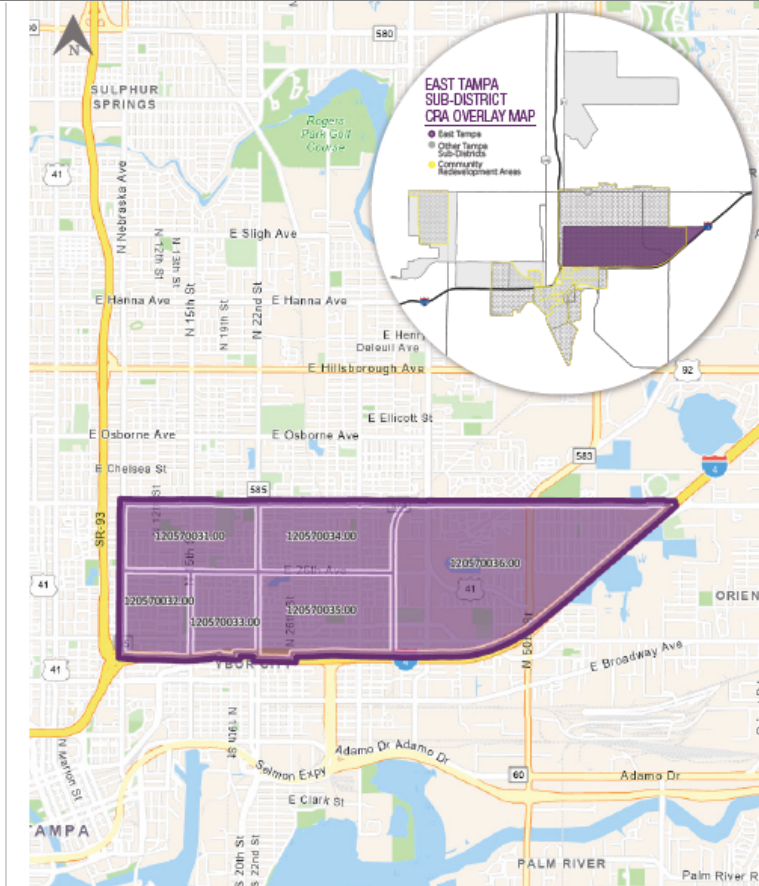 N
580
SULPHUR
SPRINGS
Rogers
Park Golf
Course
EAST TAMPA
SUB-DISTRICT
CRA OVERLAY MAP
East Tampa
Other Tampa
Sub-Districts
Community
Redevelopment Areas
41
N Nebraska Ave
E Sligh Ave
N 12th St
N 13th St
N 15th St
N 19th St
N 22nd St
E Hanna Ave
E Hanna Ave
E Henry
Daleuil Ave
E Hillsborough Ave
92
E Ellicott St
E Osborne Ave
E Osborne Ave
583
E Chelsea St
4
585
SR-93
120570031.00
120570034.00
120570036.00
E 26th Ave
41
41
120570032.00
120570033.00
120570035.00
N 26th St
N 50th St
ORIEN
E Broadway Ave
41
YBOR CITY
4
N 19th St
N Marion St
Selmon Expy
Adamo Dr Adamo Dr
60
Adamo Dr
E Clark St
TAMPA
S 20th St
S 22nd St
PALM RIVER
Palm River R